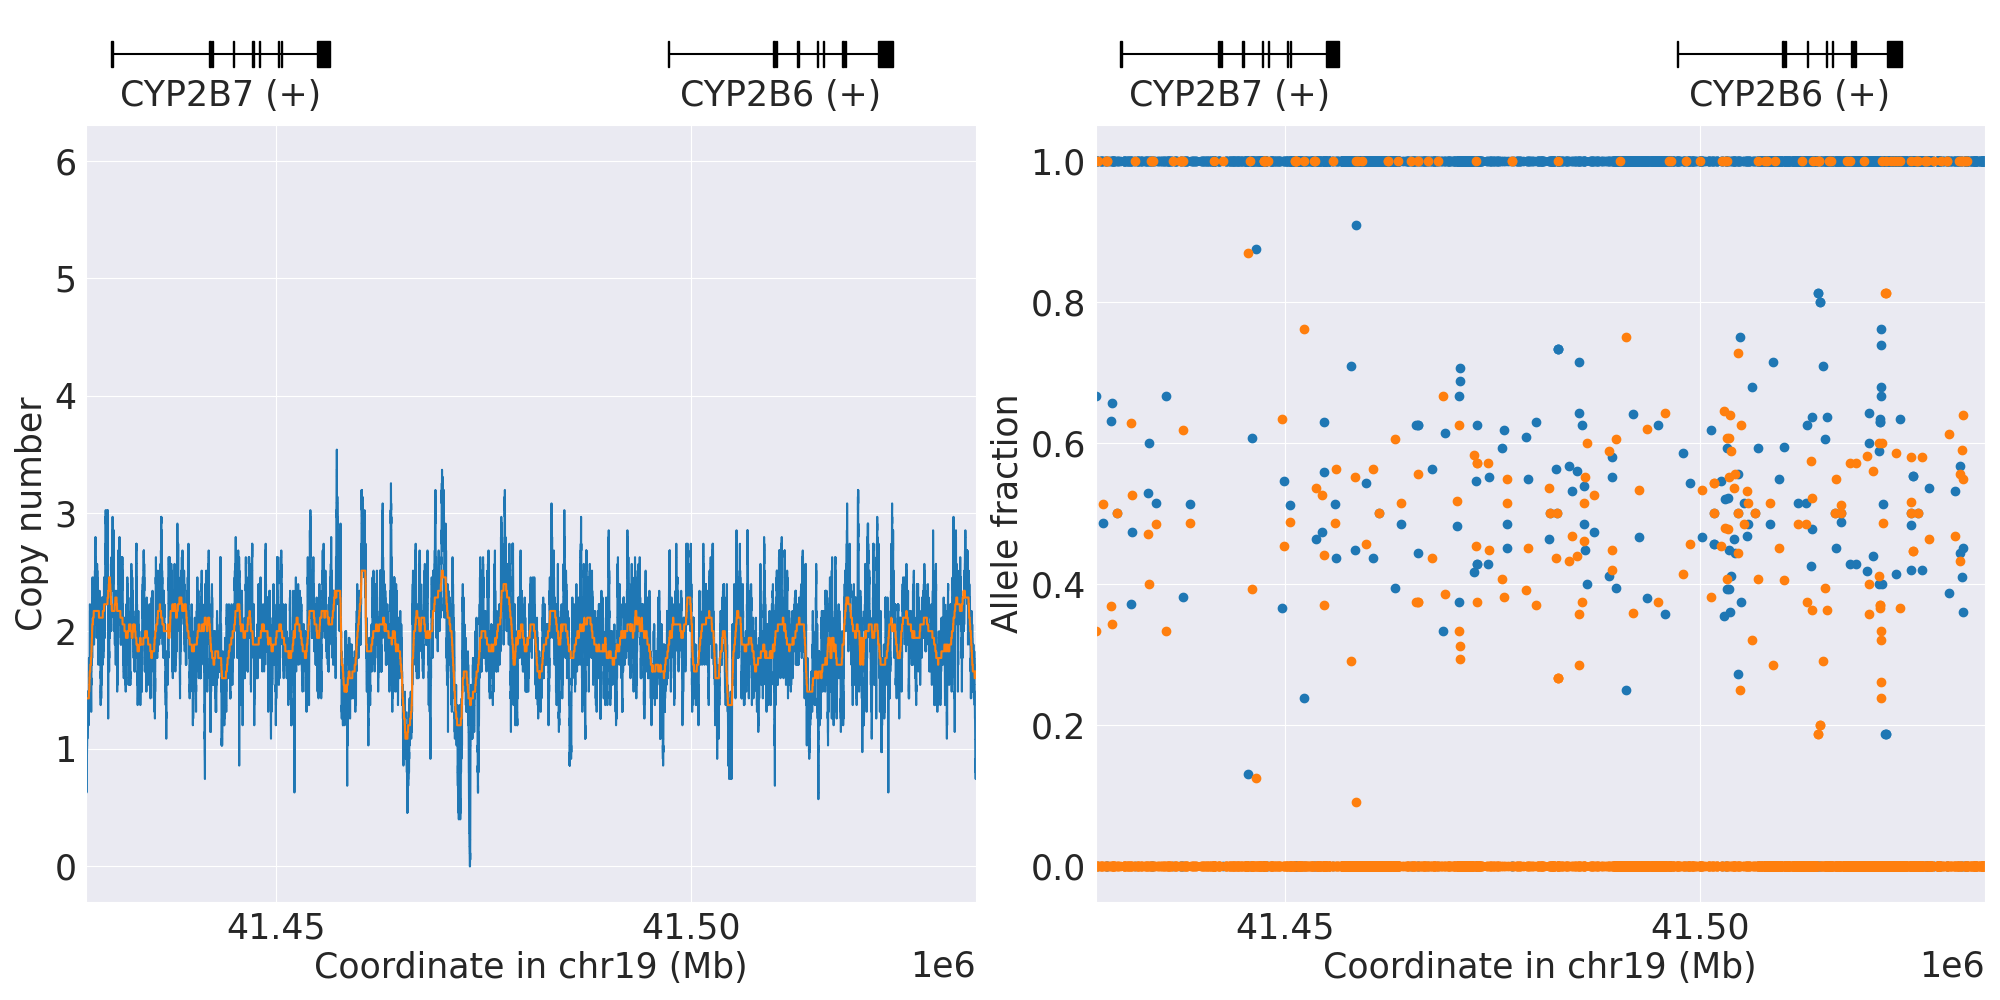 CYP2B7 (+) CYP2B6 (+)
CYP2B7 (+) CYP2B6 (+)
Copy number
6
5
4
3
2
1
0
41.45 41.50
Coordinate in chr19 (Mb) 1e6
Allele fraction
1.0
0.8
0.6
0.4
0.2
0.0
41.45 41.50
Coordinate in chr19 (Mb) 1e6